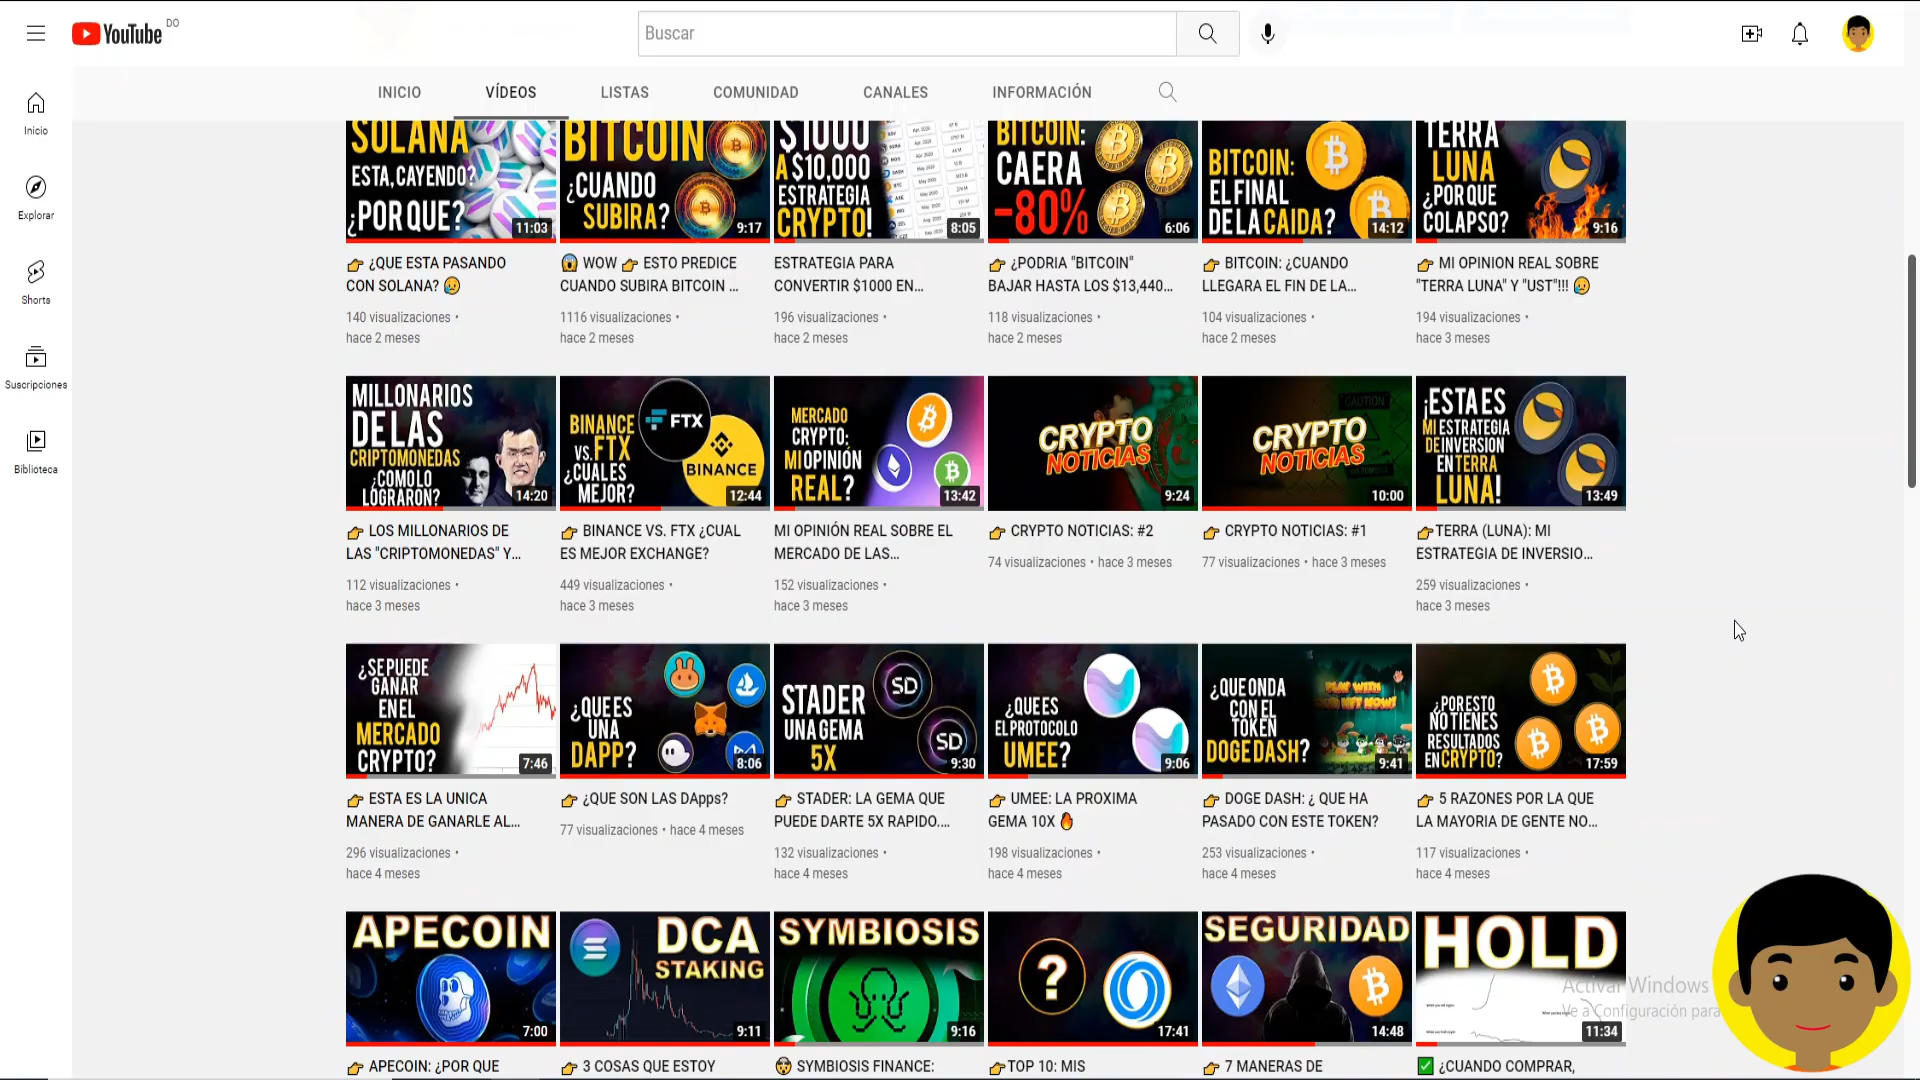 YouTube DO
Buscar
INICIO VÍDEOS LISTAS COMUNIDAD CANALES INFORMACIÓN
Inicio
Explorar
Shorts
Suscripciones
Biblioteca
SOLANA
ESTA, CAYENDO?
¿POR QUE?
11:03
BITCOIN
¿CUANDO
SUBIRA?
9:17
$1000
A $10,000
ESTRATEGIA
CRYPTO!
8:05
BITCOIN:
CAERA
-80%
6:06
BITCOIN:
EL FINAL
DE LA CAIDA?
14:12
TERRA
LUNA
¿POR QUE
COLAPSO?
9:16
👉 ¿QUE ESTA PASANDO
CON SOLANA? 😥
140 visualizaciones •
hace 2 meses
😱 WOW 👉 ESTO PREDICE
CUANDO SUBIRA BITCOIN ...
1116 visualizaciones •
hace 2 meses
ESTRATEGIA PARA
CONVERTIR $1000 EN...
196 visualizaciones •
hace 2 meses
👉 ¿PODRIA "BITCOIN"
BAJAR HASTA LOS $13,440...
118 visualizaciones •
hace 2 meses
👉 BITCOIN: ¿CUANDO
LLEGARA EL FIN DE LA...
104 visualizaciones •
hace 2 meses
👉 MI OPINION REAL SOBRE
"TERRA LUNA" Y "UST"!!! 😥
194 visualizaciones •
hace 3 meses
MILLONARIOS
DE LAS
CRIPTOMONEDAS
¿COMO LO
LOGRARON?
14:20
BINANCE
VS. FTX
¿CUAL ES
MEJOR?
FTX
BINANCE
12:44
MERCADO
CRYPTO:
MI OPINIÓN
REAL?
13:42
CRYPTO
NOTICIAS
9:24
CRYPTO
NOTICIAS
CAUTION
10:00
¡ESTA ES
MI ESTRATEGIA
DE INVERSION
EN TERRA
LUNA!
13:49
👉 LOS MILLONARIOS DE
LAS "CRIPTOMONEDAS" Y...
112 visualizaciones •
hace 3 meses
👉 BINANCE VS. FTX ¿CUAL
ES MEJOR EXCHANGE?
449 visualizaciones •
hace 3 meses
MI OPINIÓN REAL SOBRE EL
MERCADO DE LAS...
152 visualizaciones •
hace 3 meses
👉 CRYPTO NOTICIAS: #2
74 visualizaciones • hace 3 meses
👉 CRYPTO NOTICIAS: #1
77 visualizaciones • hace 3 meses
👉TERRA (LUNA): MI
ESTRATEGIA DE INVERSIO...
259 visualizaciones •
hace 3 meses
¿SE PUEDE
GANAR
EN EL
MERCADO
CRYPTO?
7:46
¿QUE ES
UNA
DAPP?
8:06
STADER
UNA GEMA
5X
SD
SD
9:30
¿QUE ES
EL PROTOCOLO
UMEE?
9:06
¿QUE ONDA
CON EL
TOKEN
DOGE DASH?
9:41
¿POR ESTO
NO TIENES
RESULTADOS
EN CRYPTO?
17:59
👉 ESTA ES LA UNICA
MANERA DE GANARLE AL...
296 visualizaciones •
hace 4 meses
👉 ¿QUE SON LAS DApps?
77 visualizaciones • hace 4 meses
👉 STADER: LA GEMA QUE
PUEDE DARTE 5X RAPIDO....
132 visualizaciones •
hace 4 meses
👉 UMEE: LA PROXIMA
GEMA 10X 🔥
198 visualizaciones •
hace 4 meses
👉 DOGE DASH: ¿ QUE HA
PASADO CON ESTE TOKEN?
253 visualizaciones •
hace 4 meses
👉 5 RAZONES POR LA QUE
LA MAYORIA DE GENTE NO...
117 visualizaciones •
hace 4 meses
APECOIN
7:00
DCA
STAKING
9:11
SYMBIOSIS
9:16
?
17:41
SEGURIDAD
14:48
HOLD
11:34
Activar Windows
Ve a Configuración para
👉 APECOIN: ¿POR QUE
👉 3 COSAS QUE ESTOY
🤯 SYMBIOSIS FINANCE:
👉TOP 10: MIS
👉 7 MANERAS DE
✅ ¿CUANDO COMPRAR,